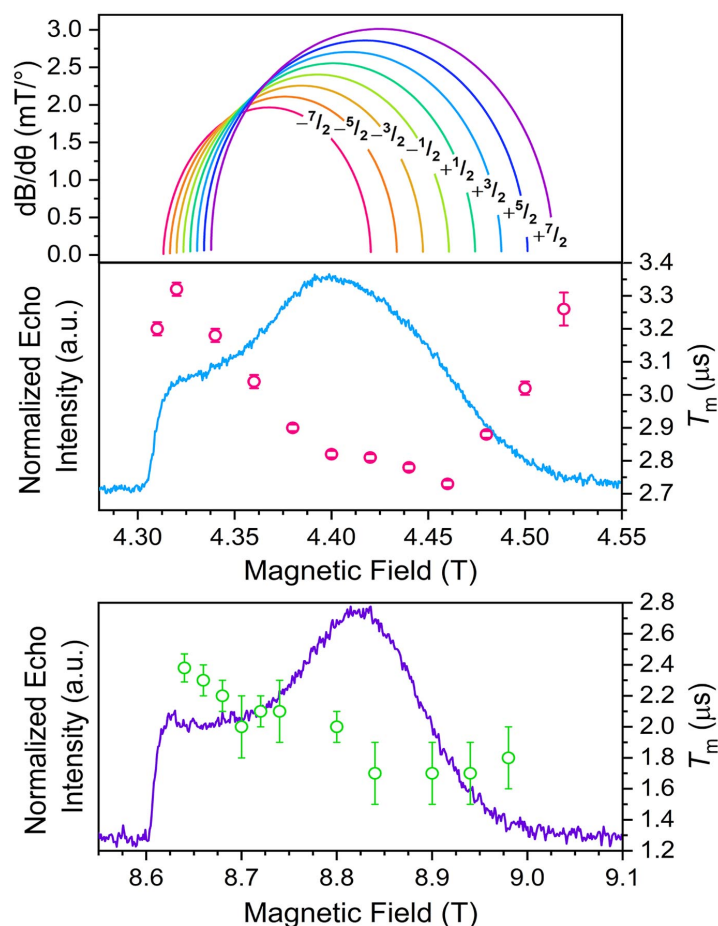 3.0
2.5
2.0
1.5
1.0
0.5
0.0
dB/dθ (mT/°)
−7/2 −5/2 −3/2 −1/2 +1/2 +3/2 +5/2 +7/2
Normalized Echo
Intensity (a.u.)
3.4
3.3
3.2
3.1
3.0
2.9
2.8
2.7
Tm (μs)
4.30 4.35 4.40 4.45 4.50 4.55
Magnetic Field (T)
Normalized Echo
Intensity (a.u.)
2.8
2.6
2.4
2.2
2.0
1.8
1.6
1.4
1.2
Tm (μs)
8.6 8.7 8.8 8.9 9.0 9.1
Magnetic Field (T)